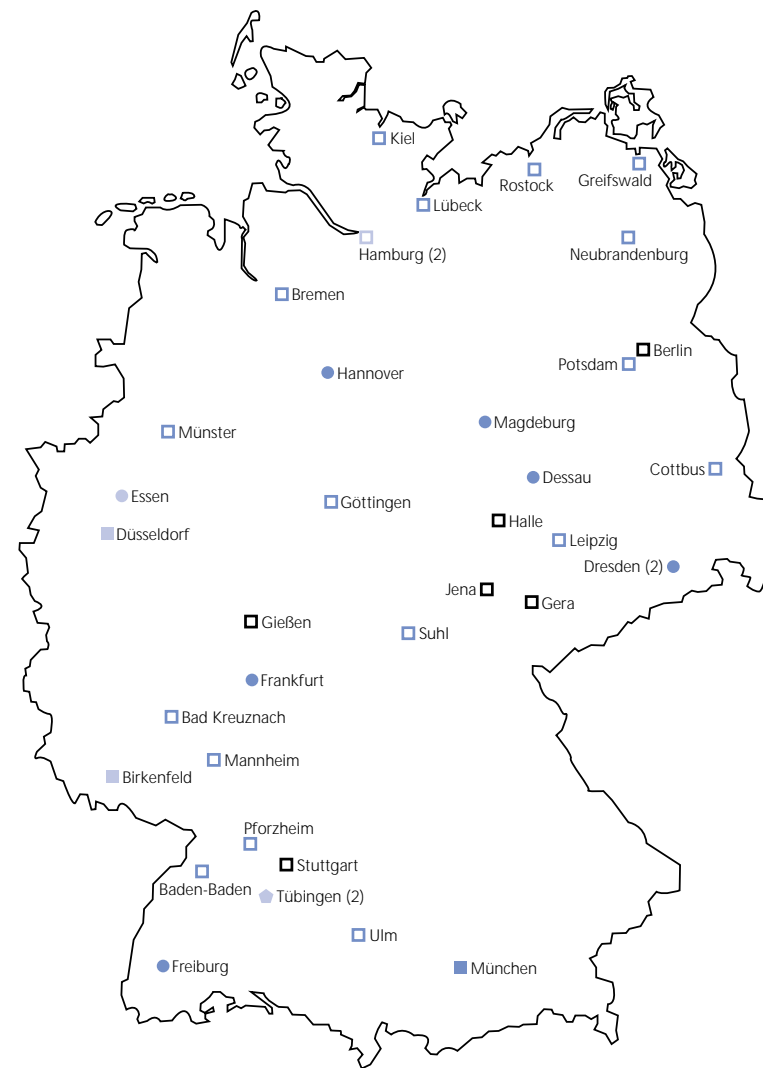 Kiel
Rostock
Greifswald
Lübeck
Hamburg (2)
Neubrandenburg
Bremen
Berlin
Potsdam
Hannover
Magdeburg
Münster
Cottbus
Dessau
Essen
Göttingen
Halle
Düsseldorf
Leipzig
Dresden (2)
Jena
Gera
Gießen
Suhl
Frankfurt
Bad Kreuznach
Mannheim
Birkenfeld
Pforzheim
Stuttgart
Baden-Baden
Tübingen (2)
Ulm
Freiburg
München